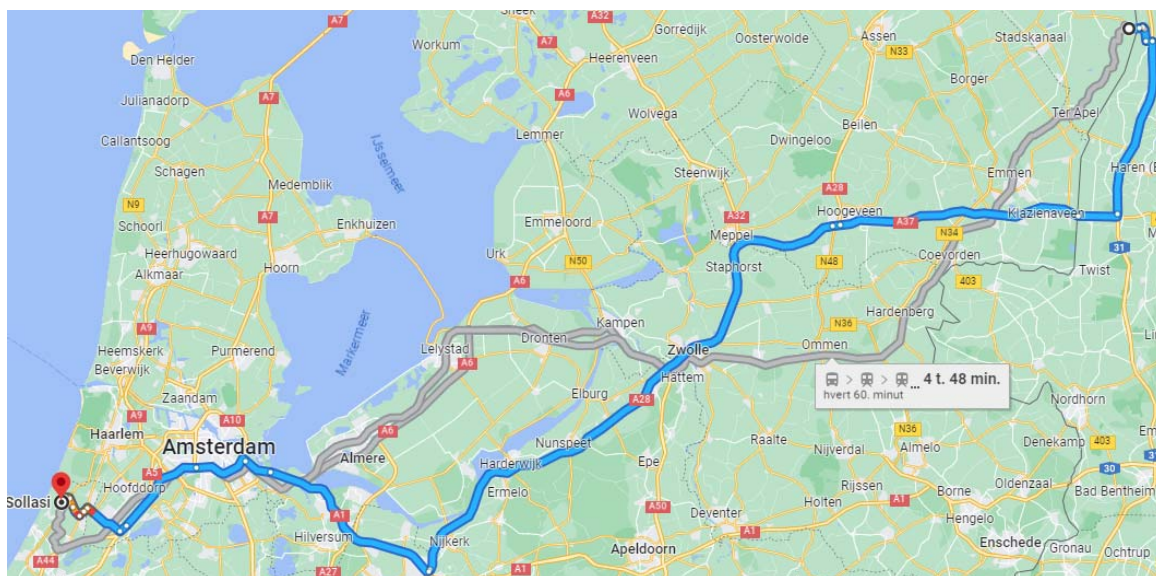 Workum
A7
Sneek
A32
A7
Gorredijk
Oosterwolde
Assen
N33
Stadskanaal
Den Helder
Heerenveen
Julianadorp
A7
A6
Borger
Callantsoog
Lemmer
Wolvega
Beilen
Ter Apel
Schagen
IJsselmeer
Dwingeloo
Medemblik
Steenwijk
Emmen
Haren (E
N9
A28
Schoorl
A7
Enkhuizen
Emmeloord
A32
Hoogeveen
A37
Klazienaveen
Meppel
N34
Heerhugowaard
Hoorn
Urk
N50
Staphorst
N48
Coevorden
31
Alkmaar
A6
403
Twist
A9
Markermeer
Kampen
Hardenberg
N36
Heemskerk
Purmerend
Lelystad
Dronten
Zwolle
Ommen
Beverwijk
A6
Hattem
4 t. 48 min.
hvert 60. minut
Zaandam
Elburg
A28
A9
A10
Nordhorn
Haarlem
A6
N36
Amsterdam
Almere
Nunspeet
Raalte
Nijverdal
Almelo
Denekamp
403
A5
Harderwijk
Epe
Hoofddorp
30
Sollasi
Ermelo
Rijssen
Oldenzaal
Bad Bentheim
A1
A50
Holten
A1
Borne
Deventer
Hengelo
Hilversum
Nijkerk
A1
A44
A27
A1
Apeldoorn
Enschede
Gronau
Ochtrup